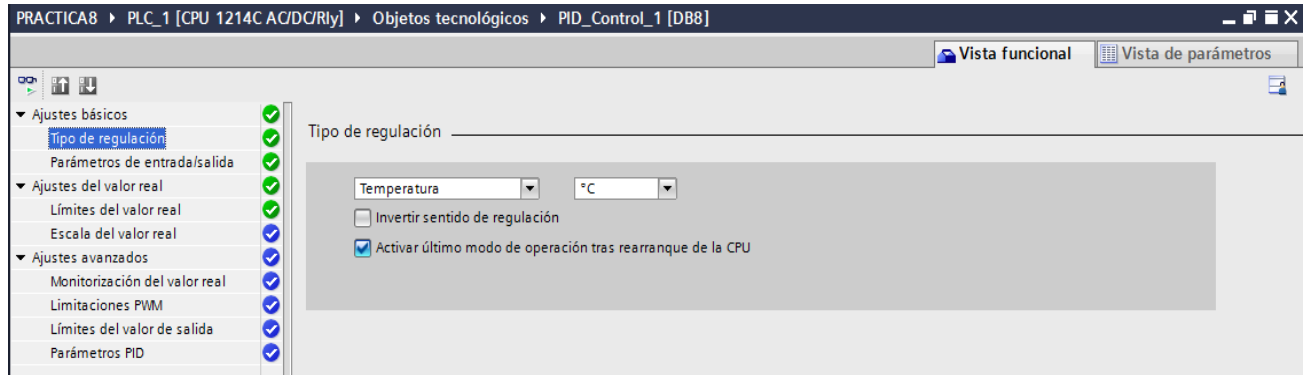 PRACTICA8 ▸ PLC_1 [CPU 1214C AC/DC/Rly] ▸ Objetos tecnológicos ▸ PID_Control_1 [DB8]
Vista funcional
Vista de parámetros
Ajustes básicos
Tipo de regulación
Parámetros de entrada/salida
Ajustes del valor real
Límites del valor real
Escala del valor real
Ajustes avanzados
Monitorización del valor real
Limitaciones PWM
Límites del valor de salida
Parámetros PID
Tipo de regulación
Temperatura °C
Invertir sentido de regulación
Activar último modo de operación tras rearranque de la CPU